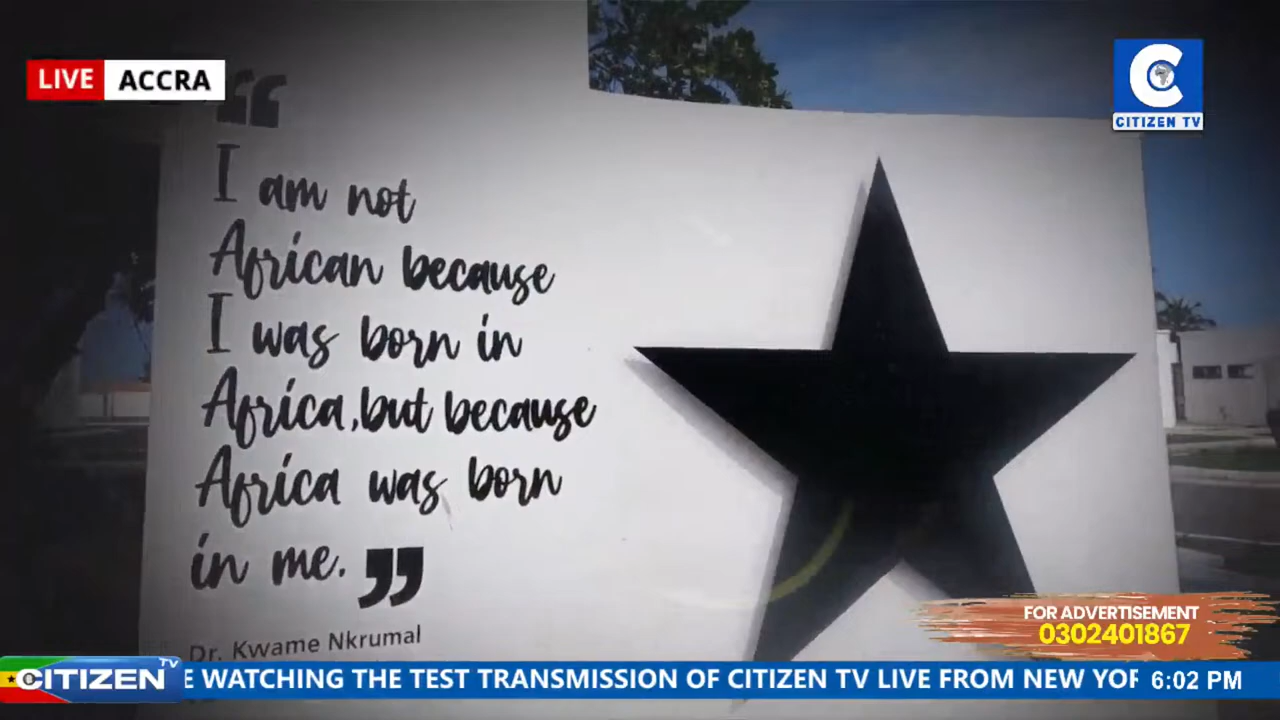 LIVE ACCRA
C
CITIZEN TV
“
I am not
African because
I was born in
Africa, but because
Africa was born
in me. ”
Dr. Kwame Nkrumal
FOR ADVERTISEMENT
0302401867
CITIZEN TV
E WATCHING THE TEST TRANSMISSION OF CITIZEN TV LIVE FROM NEW YOR
6:02 PM